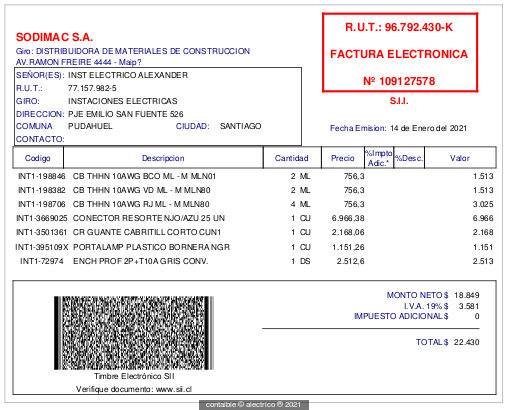 R.U.T.: 96.792.430-K
FACTURA ELECTRONICA
Nº 109127578
S.I.I.
SODIMAC S.A.
Giro: DISTRIBUIDORA DE MATERIALES DE CONSTRUCCION
AV.RAMON FREIRE 4444 - Maip?
SEÑOR(ES): INST ELECTRICO ALEXANDER
R.U.T.: 77.157.982-5
GIRO: INSTACIONES ELECTRICAS
DIRECCION: PJE EMILIO SAN FUENTE 526
COMUNA PUDAHUEL CIUDAD: SANTIAGO
CONTACTO:
Fecha Emision: 14 de Enero del 2021
Codigo Descripcion Cantidad Precio %Impto Adic.* %Desc. Valor
INT1-198846 CB THHN 10AWG BCO ML - M MLN01 2 ML 756,3 1.513
INT1-198382 CB THHN 10AWG VD ML - M MLN80 2 ML 756,3 1.513
INT1-198706 CB THHN 10AWG RJ ML - M MLN80 4 ML 756,3 3.025
INT1-3669025 CONECTOR RESORTE NJO/AZU 25 UN 1 CU 6.966,38 6.966
INT1-3501361 CR GUANTE CABRITILL CORTO CUN1 1 CU 2.168,06 2.168
INT1-395109X PORTALAMP PLASTICO BORNERA NGR 1 CU 1.151,26 1.151
INT1-72974 ENCH PROF 2P+T10A GRIS CONV. 1 DS 2.512,6 2.513
MONTO NETO $ 18.849
I.V.A. 19% $ 3.581
IMPUESTO ADICIONAL $ 0
TOTAL $ 22.430
Timbre Electrónico SII
Verifique documento: www.sii.cl
contaible © alectrico ® 2021